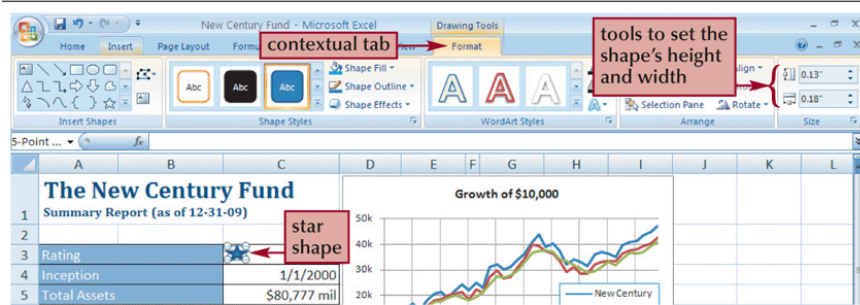 New Century Fund - Microsoft Excel
Drawing Tools
Home Insert Page Layout Format
contextual tab
tools to set the
shape's height
and width
Abc Abc Abc
Shape Fill
Shape Outline
Shape Effects
A A A
A
Selection Pane
Rotate
0.13"
0.18"
Insert Shapes Shape Styles WordArt Styles Arrange Size
5-Point ... fx
A B C D E F G H I J K L
1 The New Century Fund
Summary Report (as of 12-31-09)
Growth of $10,000
2
star
shape
3 Rating
4 Inception 1/1/2000
5 Total Assets $80,777 mil
50k
40k
30k
20k
New Century